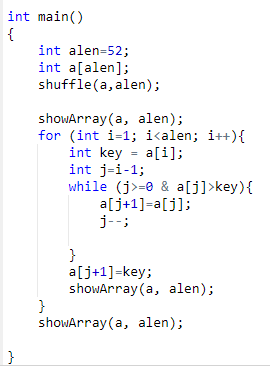 int main()
{
    int alen=52;
    int a[alen];
    shuffle(a,alen);

    showArray(a, alen);
    for (int i=1; i<alen; i++){
        int key = a[i];
        int j=i-1;
        while (j>=0 & a[j]>key){
            a[j+1]=a[j];
            j--;

        }
        a[j+1]=key;
        showArray(a, alen);
    }
    showArray(a, alen);

}